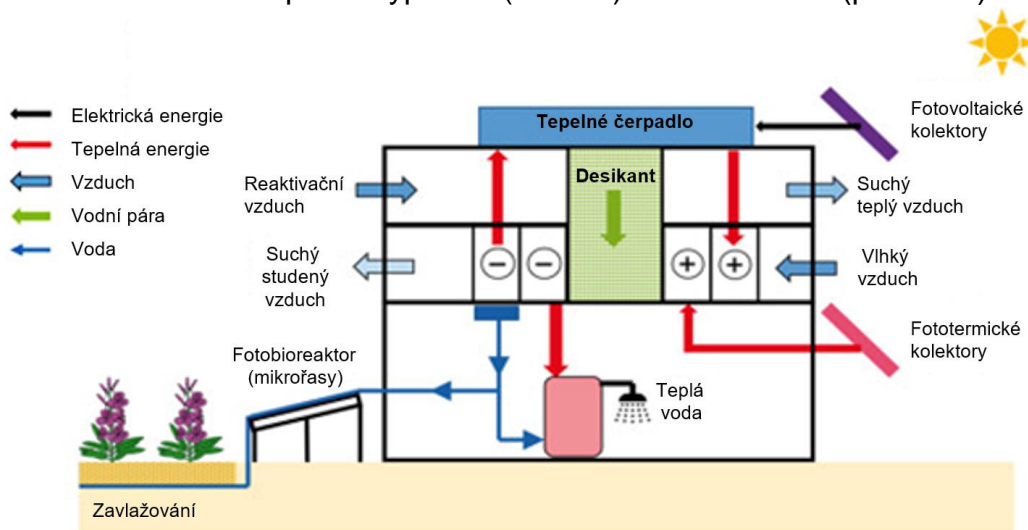 Elektrická energie
Tepelná energie
Vzduch
Vodní pára
Voda
Tepelné čerpadlo
Fotovoltaické
kolektory
Reaktivační
vzduch
Desikant
Suchý
teplý vzduch
Suchý
studený
vzduch
Vlhký
vzduch
Fototermické
kolektory
Fotobioreaktor
(mikrořasy)
Teplá
voda
Zavlažování